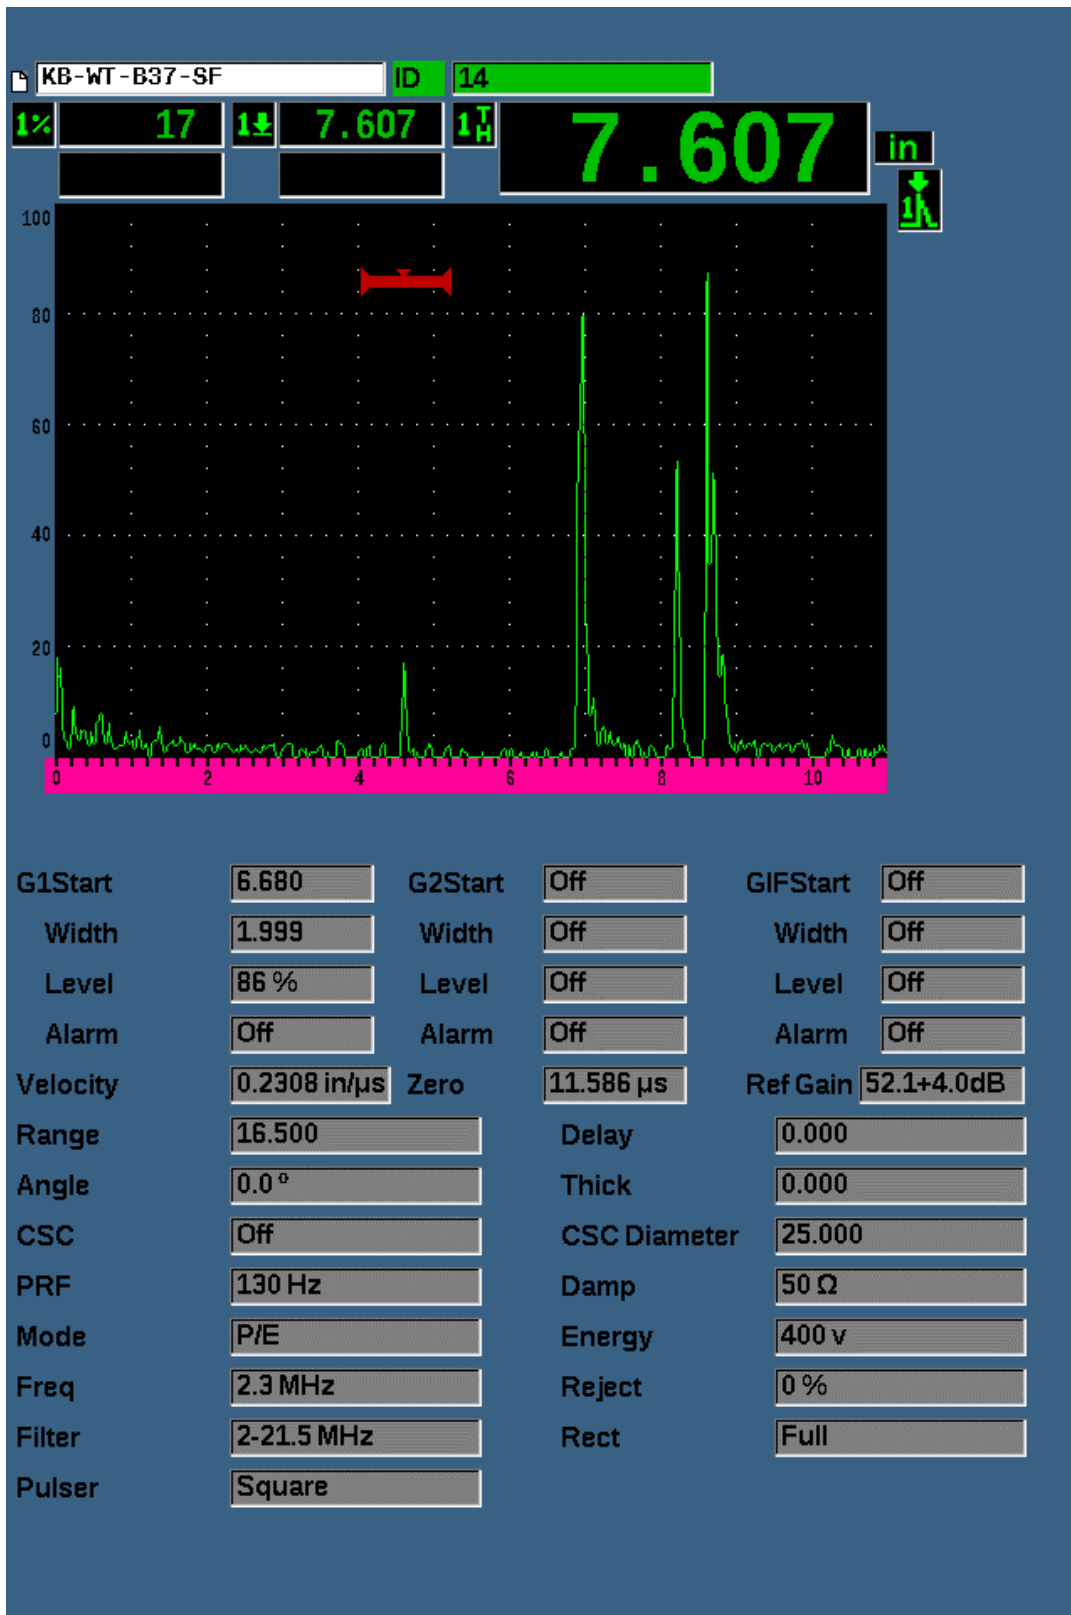 KB-WT-B37-SF ID 14
1% 17 1 7.607 1TH 7.607 in
1
100
80
60
40
20
0
0 2 4 6 8 10
G1Start 6.680 G2Start Off GIFStart Off
Width 1.999 Width Off Width Off
Level 86 % Level Off Level Off
Alarm Off Alarm Off Alarm Off
Velocity 0.2308 in/µs Zero 11.586 µs Ref Gain 52.1+4.0dB
Range 16.500 Delay 0.000
Angle 0.0 º Thick 0.000
CSC Off CSC Diameter 25.000
PRF 130 Hz Damp 50 Ω
Mode P/E Energy 400 v
Freq 2.3 MHz Reject 0 %
Filter 2-21.5 MHz Rect Full
Pulser Square